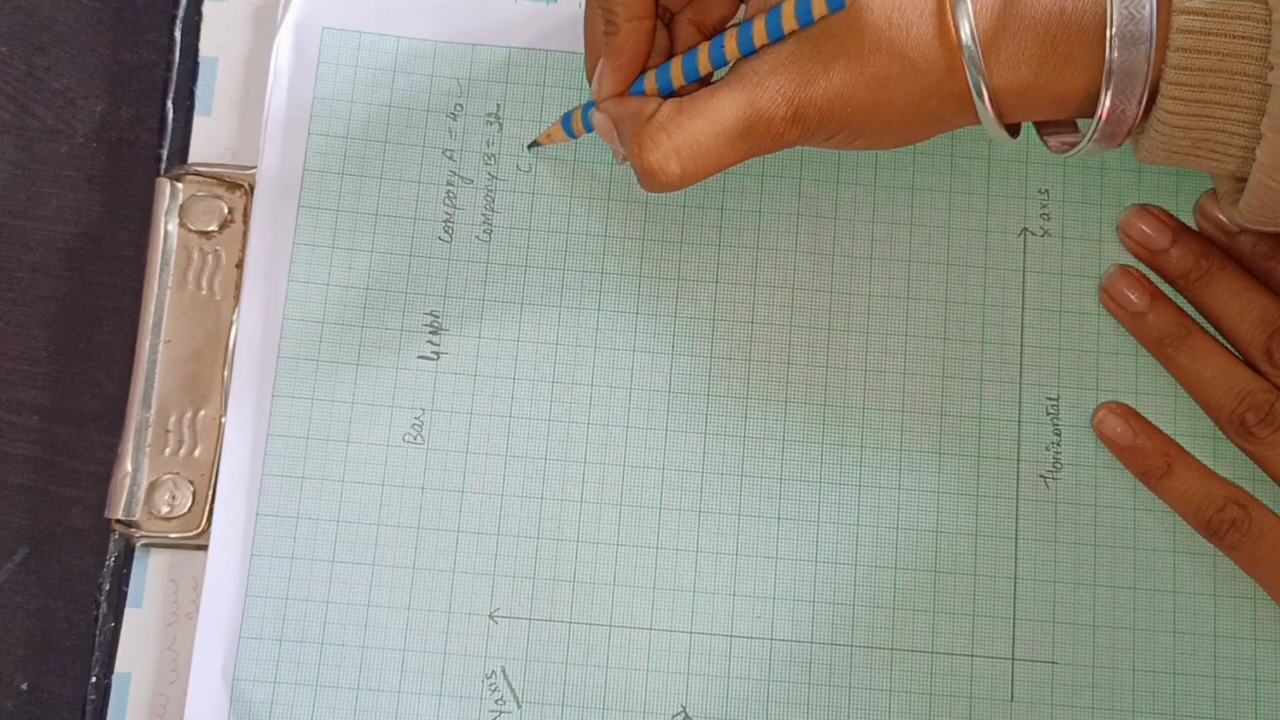 Bar Graph
Company A = 40
Company B = 32
C
Y axis
Horizontal
X axis